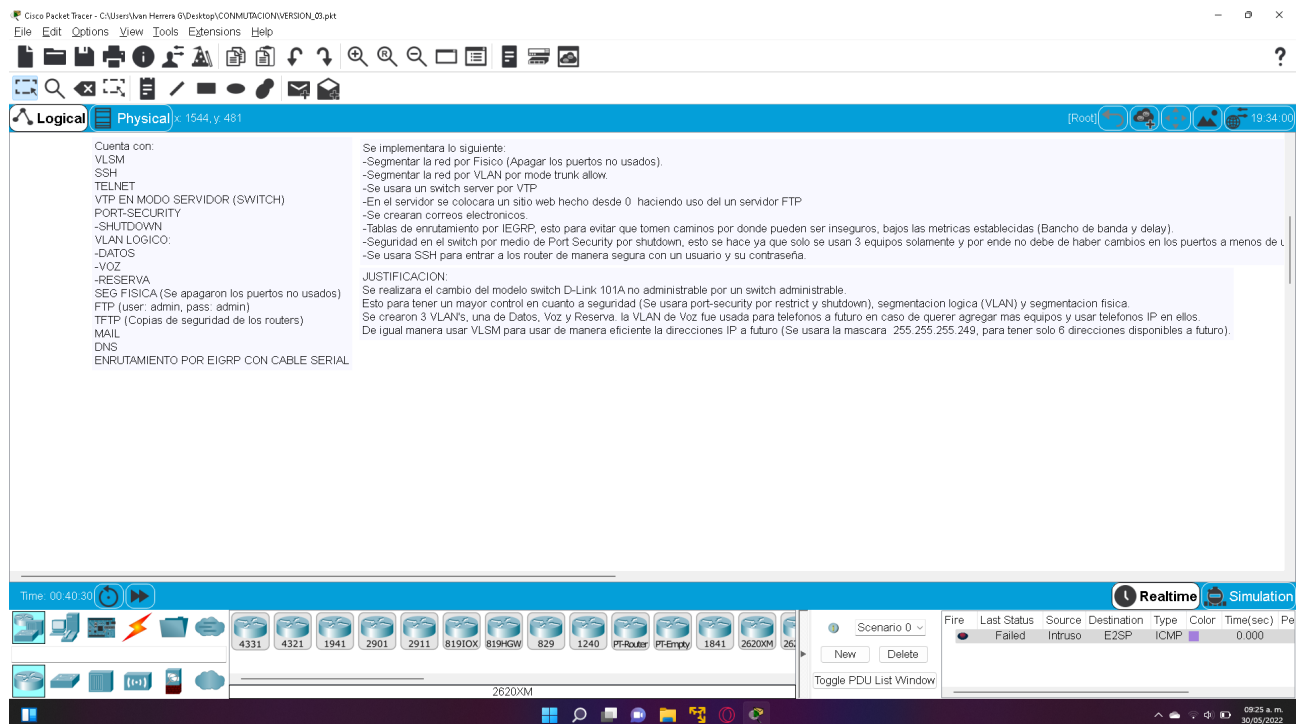 Cisco Packet Tracer - C:\Users\Ivan Herrera G\Desktop\CONMUTACION\VERSION_03.pkt
File Edit Options View Tools Extensions Help
?
Logical Physical x: 1544, y: 481 [Root] 19:34:00
Cuenta con:
VLSM
SSH
TELNET
VTP EN MODO SERVIDOR (SWITCH)
PORT-SECURITY
-SHUTDOWN
VLAN LOGICO:
-DATOS
-VOZ
-RESERVA
SEG FISICA (Se apagaron los puertos no usados)
FTP (user: admin, pass: admin)
TFTP (Copias de seguridad de los routers)
MAIL
DNS
ENRUTAMIENTO POR EIGRP CON CABLE SERIAL
Se implementara lo siguiente:
-Segmentar la red por Fisico (Apagar los puertos no usados).
-Segmentar la red por VLAN por mode trunk allow.
-Se usara un switch server por VTP
-En el servidor se colocara un sitio web hecho desde 0 haciendo uso del un servidor FTP
-Se crearan correos electronicos.
-Tablas de enrutamiento por IEGRP, esto para evitar que tomen caminos por donde pueden ser inseguros, bajos las metricas establecidas (Bancho de banda y delay).
-Seguridad en el switch por medio de Port Security por shutdown, esto se hace ya que solo se usan 3 equipos solamente y por ende no debe de haber cambios en los puertos a menos de u
-Se usara SSH para entrar a los router de manera segura con un usuario y su contraseña.
JUSTIFICACION:
Se realizara el cambio del modelo switch D-Link 101A no administrable por un switch administrable.
Esto para tener un mayor control en cuanto a seguridad (Se usara port-security por restrict y shutdown), segmentacion logica (VLAN) y segmentacion fisica.
Se crearon 3 VLAN's, una de Datos, Voz y Reserva. la VLAN de Voz fue usada para telefonos a futuro en caso de querer agregar mas equipos y usar telefonos IP en ellos.
De igual manera usar VLSM para usar de manera eficiente la direcciones IP a futuro (Se usara la mascara 255.255.255.249, para tener solo 6 direcciones disponibles a futuro).
Time: 00:40:30 Realtime Simulation
4331 4321 1941 2901 2911 819IOX 819HGW 829 1240 PT-Router PT-Empty 1841 2620XM 262
2620XM
Scenario 0
New Delete
Toggle PDU List Window
Fire Last Status Source Destination Type Color Time(sec) Pe
Failed Intruso E2SP ICMP 0.000
09:25 a. m.
30/05/2022